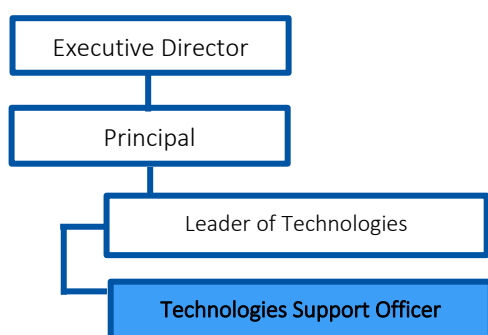 Executive Director
Principal
Leader of Technologies
Technologies Support Officer